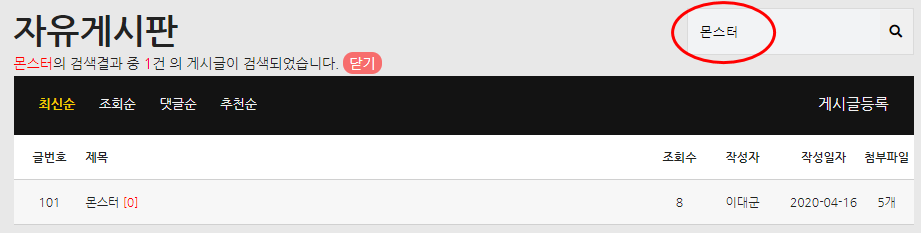 자유게시판
몬스터
몬스터의 검색결과 중 1건 의 게시글이 검색되었습니다. 닫기
최신순 조회순 댓글순 추천순 게시글등록
글번호 제목 조회수 작성자 작성일자 첨부파일
101 몬스터 [0] 8 이대군 2020-04-16 5개